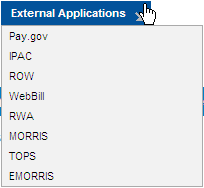 External Applications
Pay.gov
IPAC
ROW
WebBill
RWA
MORRIS
TOPS
EMORRIS